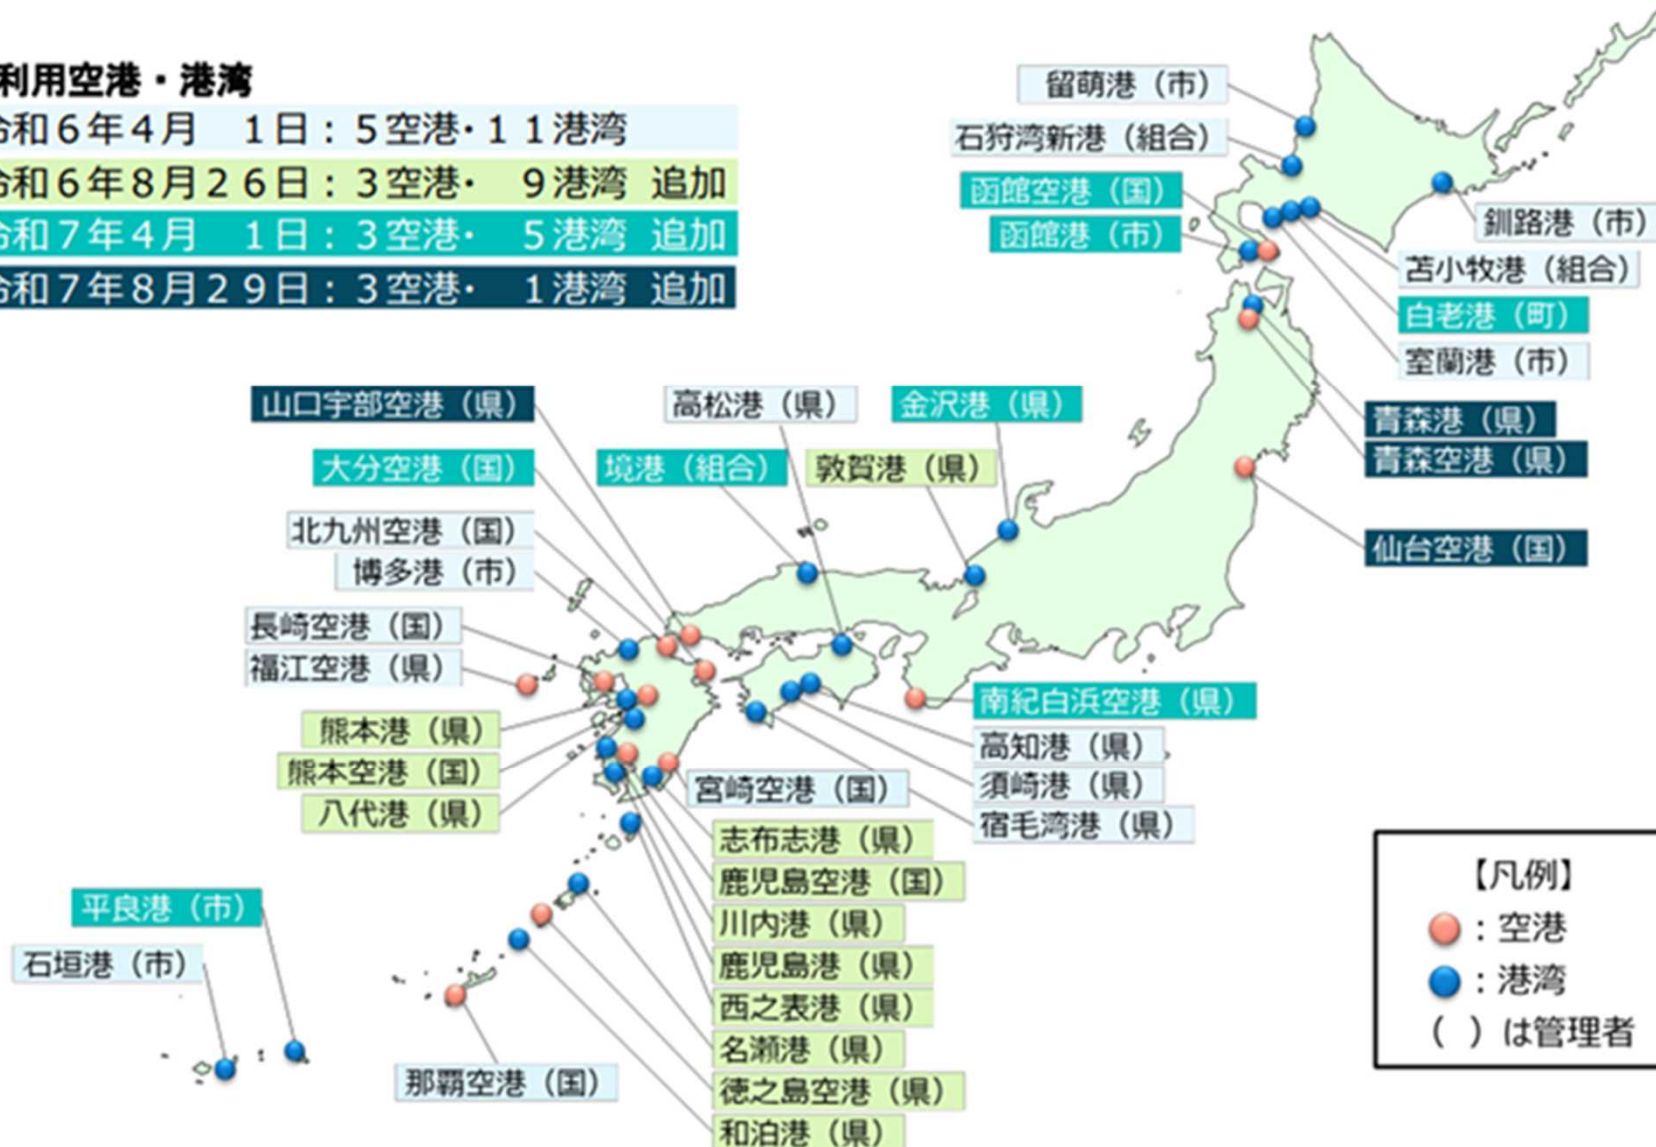 利用空港・港湾
令和６年４月　１日：５空港・１１港湾
令和６年８月２６日：３空港・　９港湾 追加
令和７年４月　１日：３空港・　５港湾 追加
令和７年８月２９日：３空港・　１港湾 追加
留萌港（市）
石狩湾新港（組合）
函館空港（国）
函館港（市）
釧路港（市）
苫小牧港（組合）
白老港（町）
室蘭港（市）
青森港（県）
青森空港（県）
仙台空港（国）
山口宇部空港（県）
高松港（県）
金沢港（県）
大分空港（国）
境港（組合）
敦賀港（県）
北九州空港（国）
博多港（市）
長崎空港（国）
福江空港（県）
熊本港（県）
熊本空港（国）
八代港（県）
南紀白浜空港（県）
高知港（県）
須崎港（県）
宿毛湾港（県）
宮崎空港（国）
志布志港（県）
鹿児島空港（国）
川内港（県）
鹿児島港（県）
西之表港（県）
名瀬港（県）
徳之島空港（県）
和泊港（県）
平良港（市）
石垣港（市）
那覇空港（国）
【凡例】
：空港
：港湾
（ ）は管理者